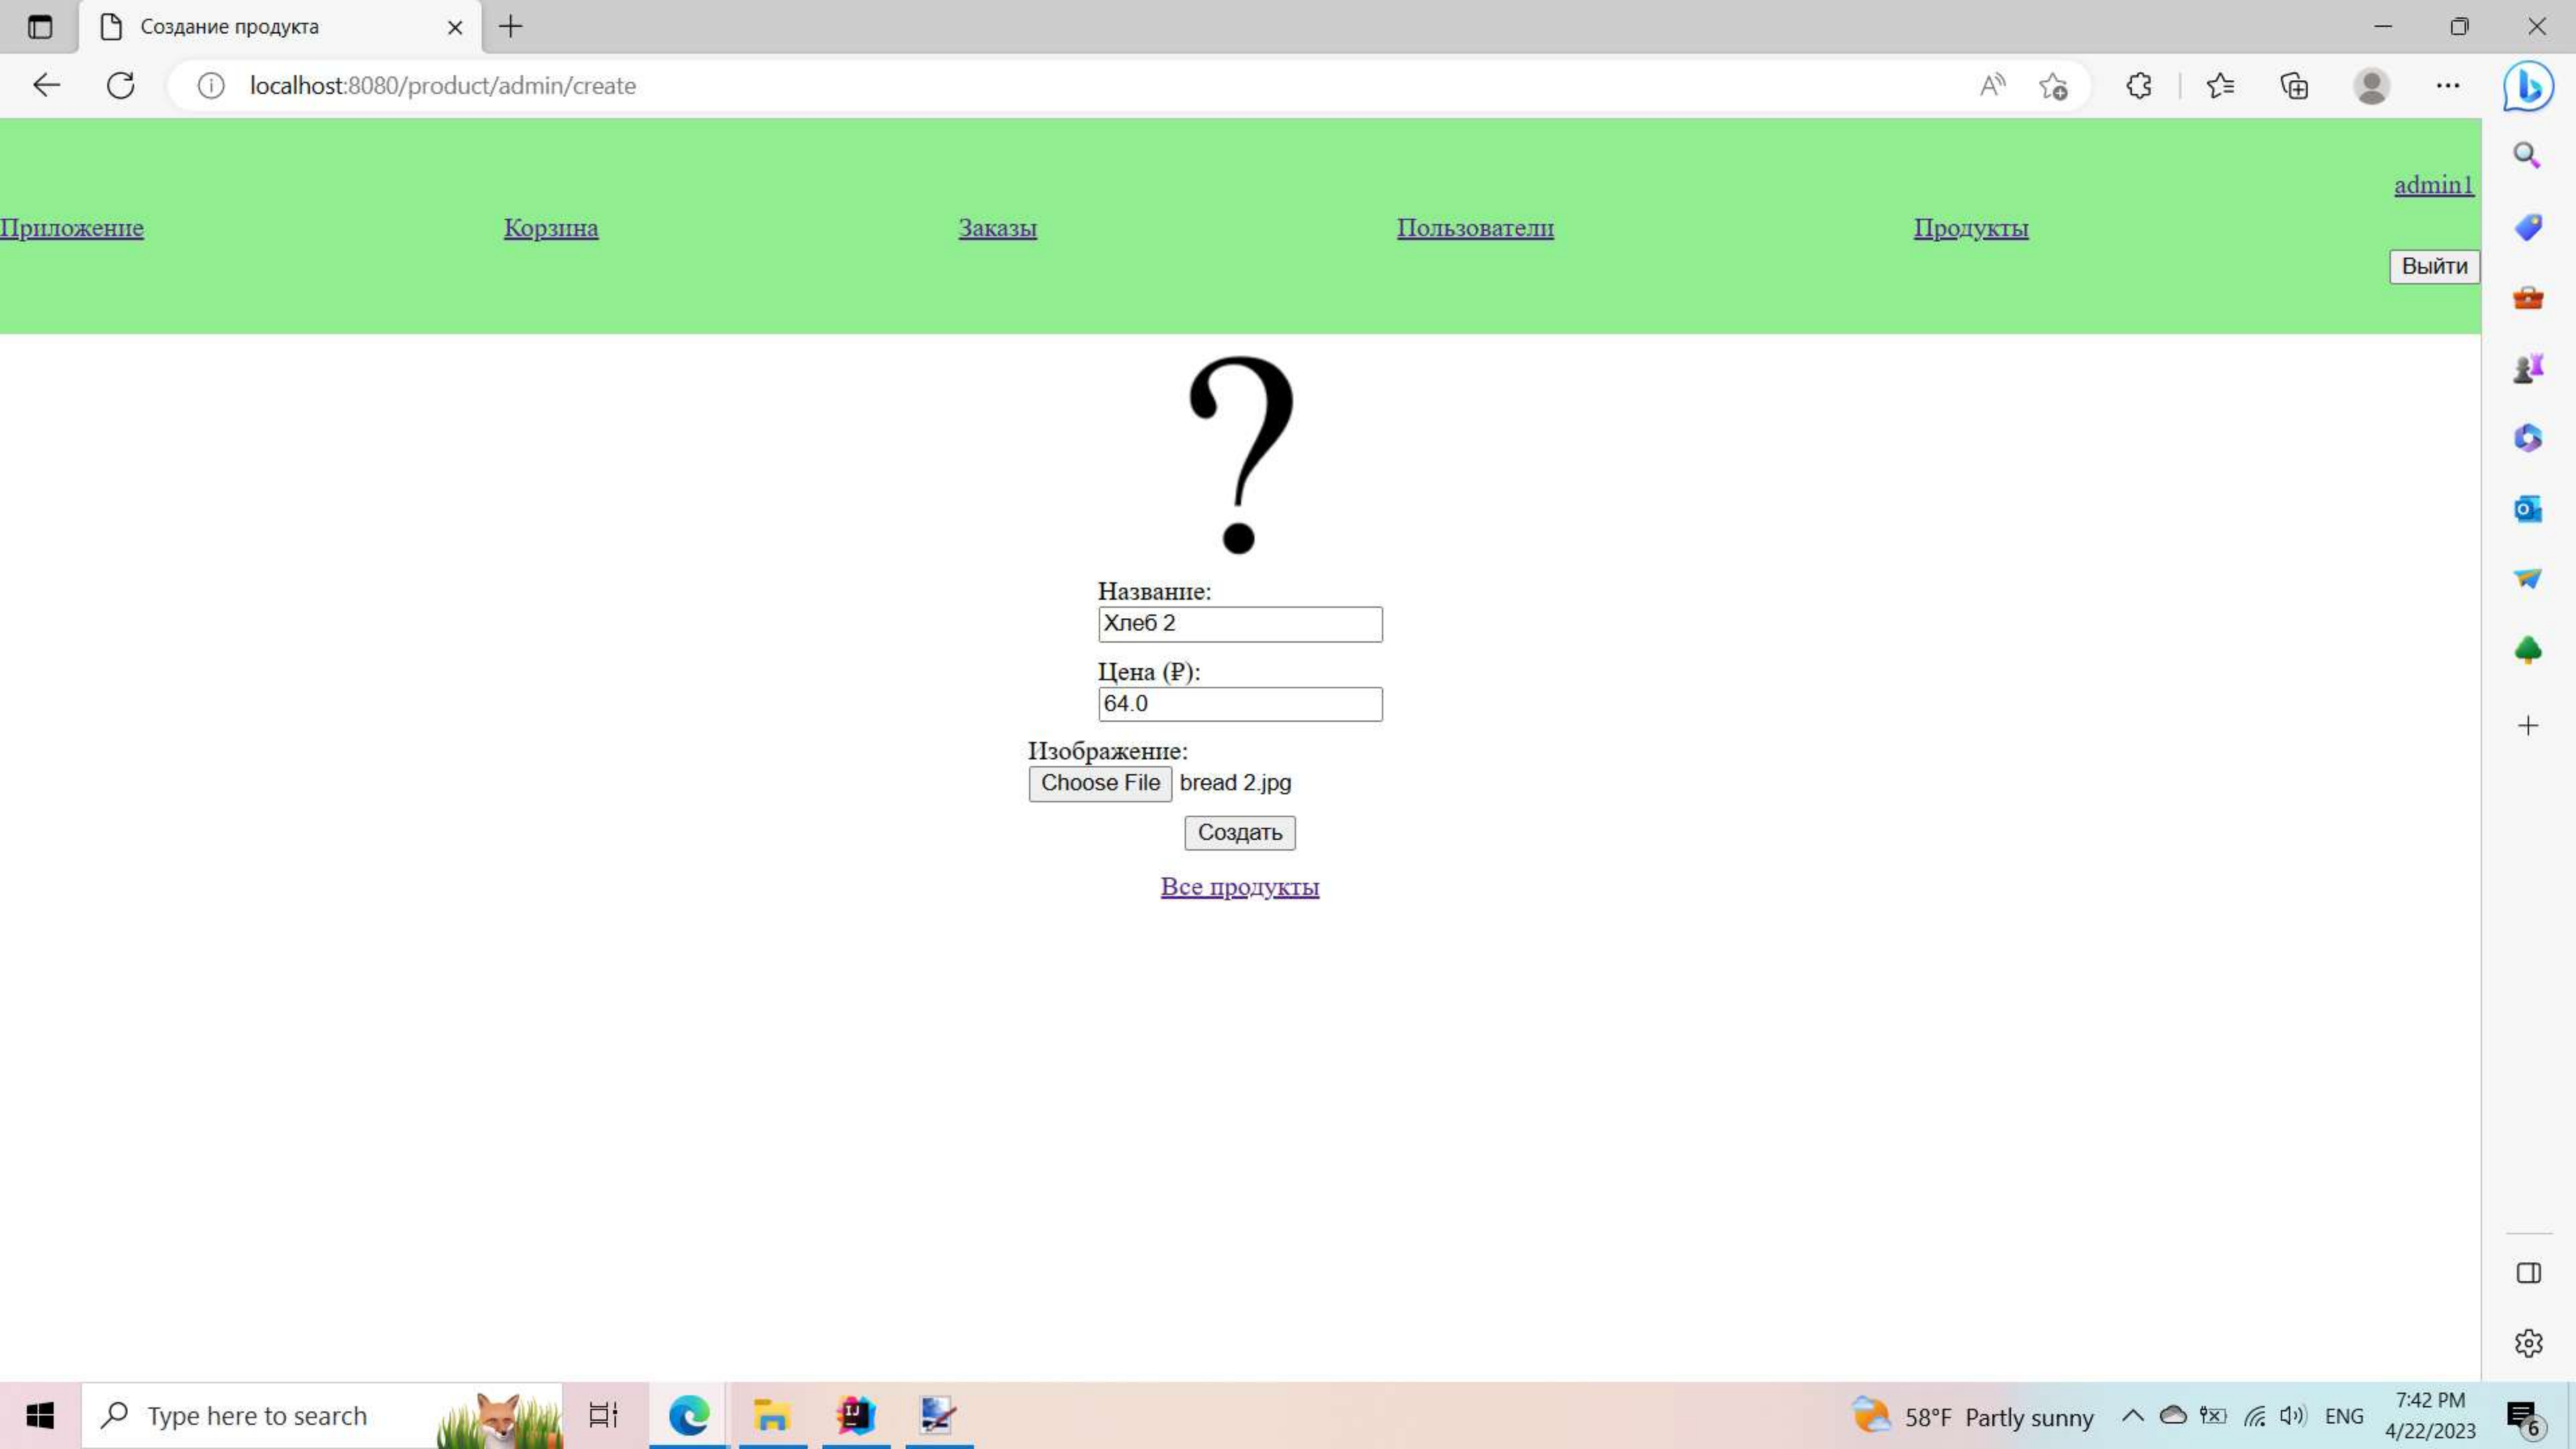 Создание продукта
localhost:8080/product/admin/create
admin1
Приложение Корзина Заказы Пользователи Продукты
Выйти
?
Название:
Хлеб 2
Цена (₽):
64.0
Изображение:
Choose File bread 2.jpg
Создать
Все продукты
Type here to search
58°F Partly sunny
ENG
7:42 PM
4/22/2023
6